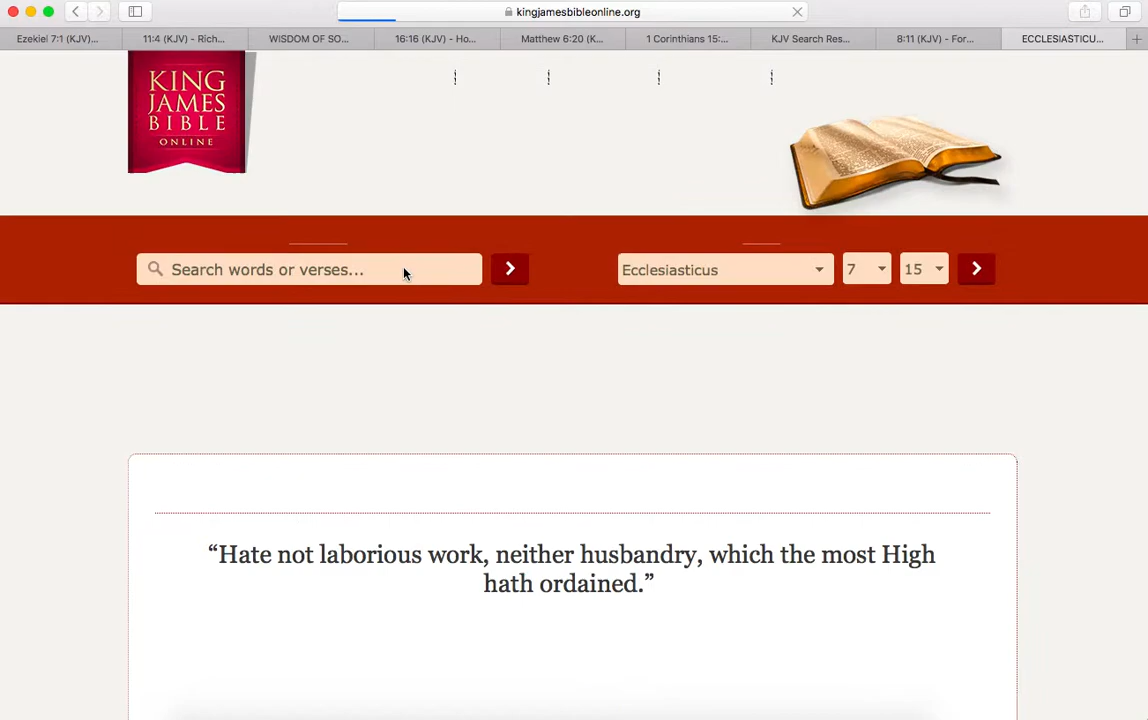 kingjamesbibleonline.org
Ezekiel 7:1 (KJV)...
11:4 (KJV) - Rich...
WISDOM OF SO...
16:16 (KJV) - Ho...
Matthew 6:20 (K...
1 Corinthians 15:...
KJV Search Res...
8:11 (KJV) - For...
ECCLESIASTICU...
KING
JAMES
BIBLE
ONLINE
Search words or verses...
Ecclesiasticus
7
15
“Hate not laborious work, neither husbandry, which the most High
hath ordained.”